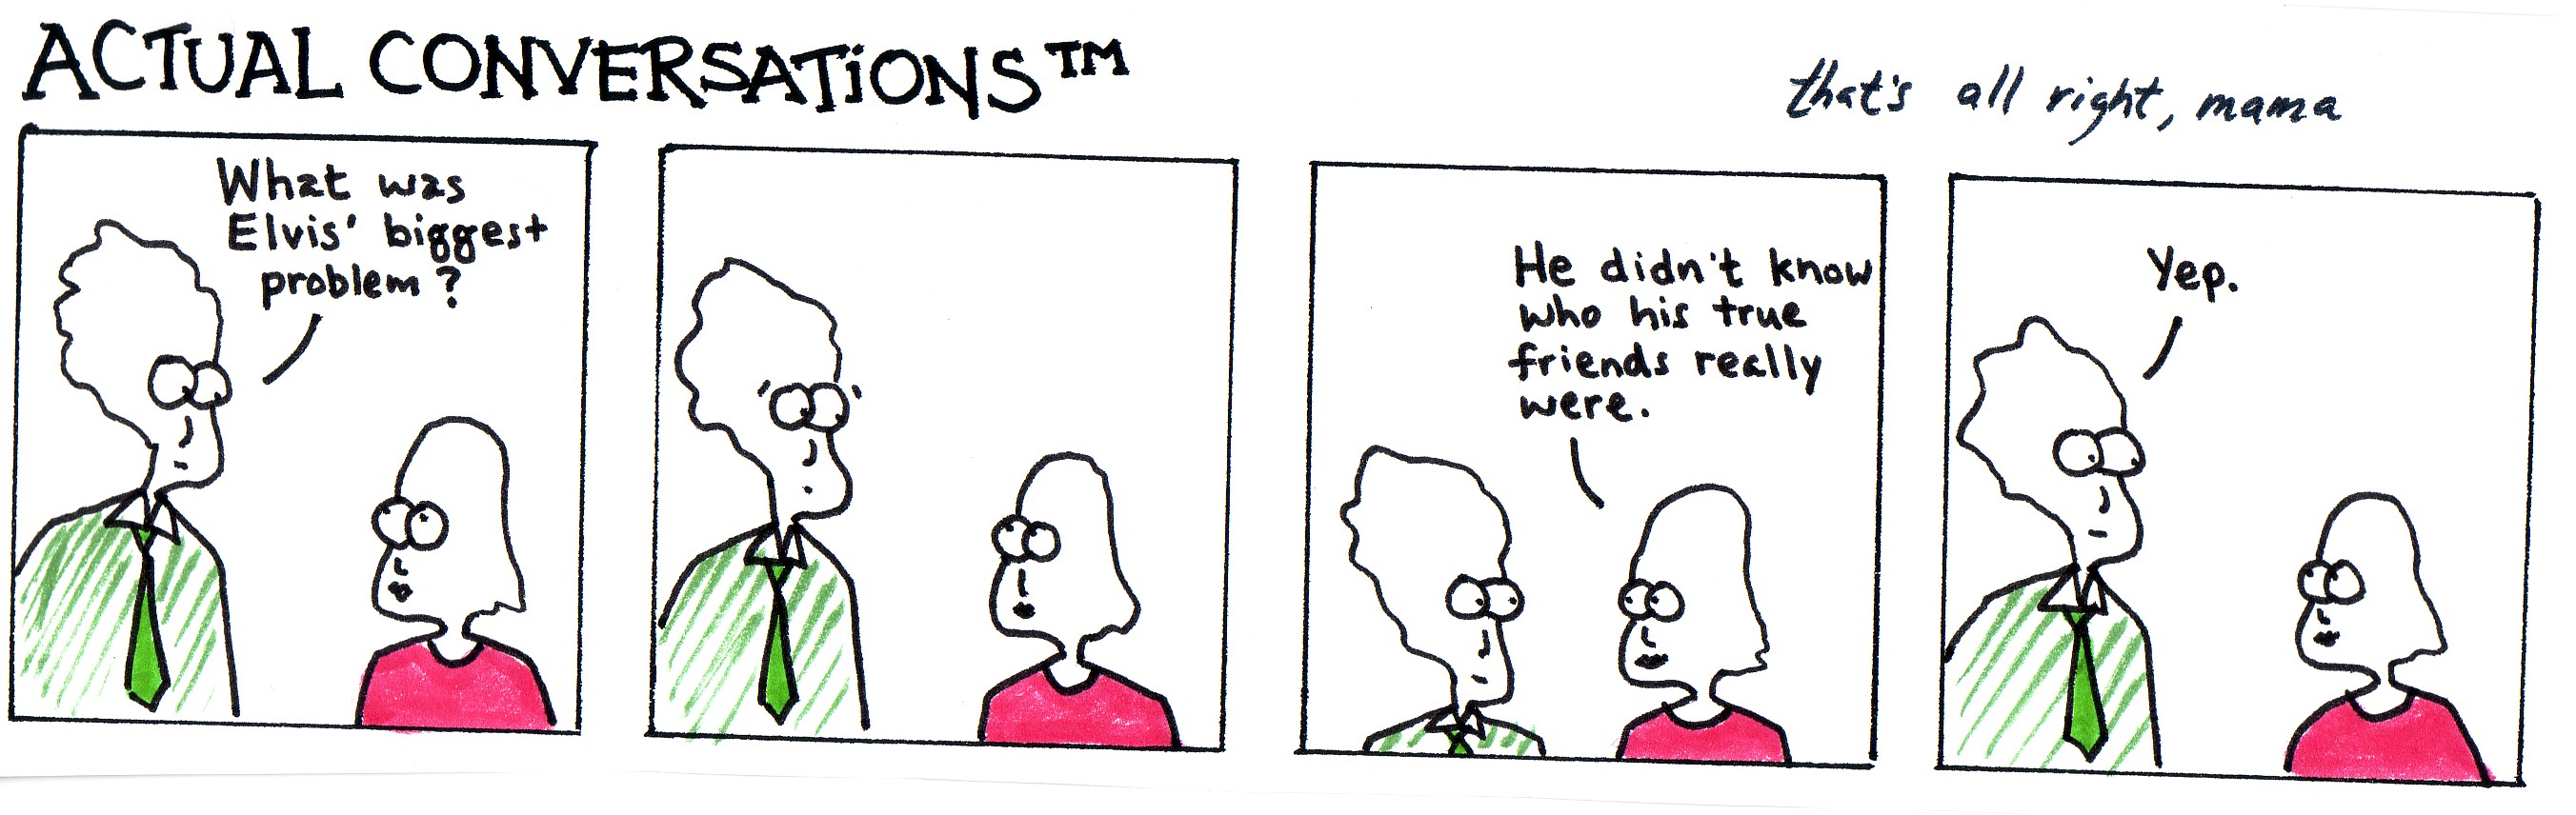 ACTUAL CONVERSATIONS™
that's all right, mama
What was
Elvis' biggest
problem?
He didn't know
who his true
friends really
were.
Yep.